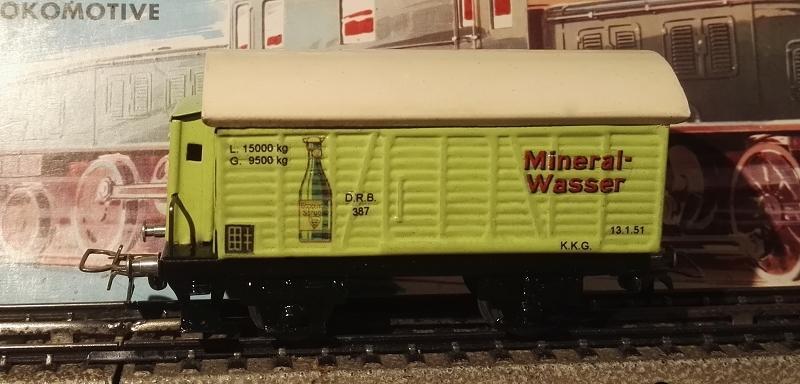 OKOMOTIVE
L. 15000 kg
G. 9500 kg
D.R.B.
387
Mineral-
Wasser
13.1.51
K.K.G.